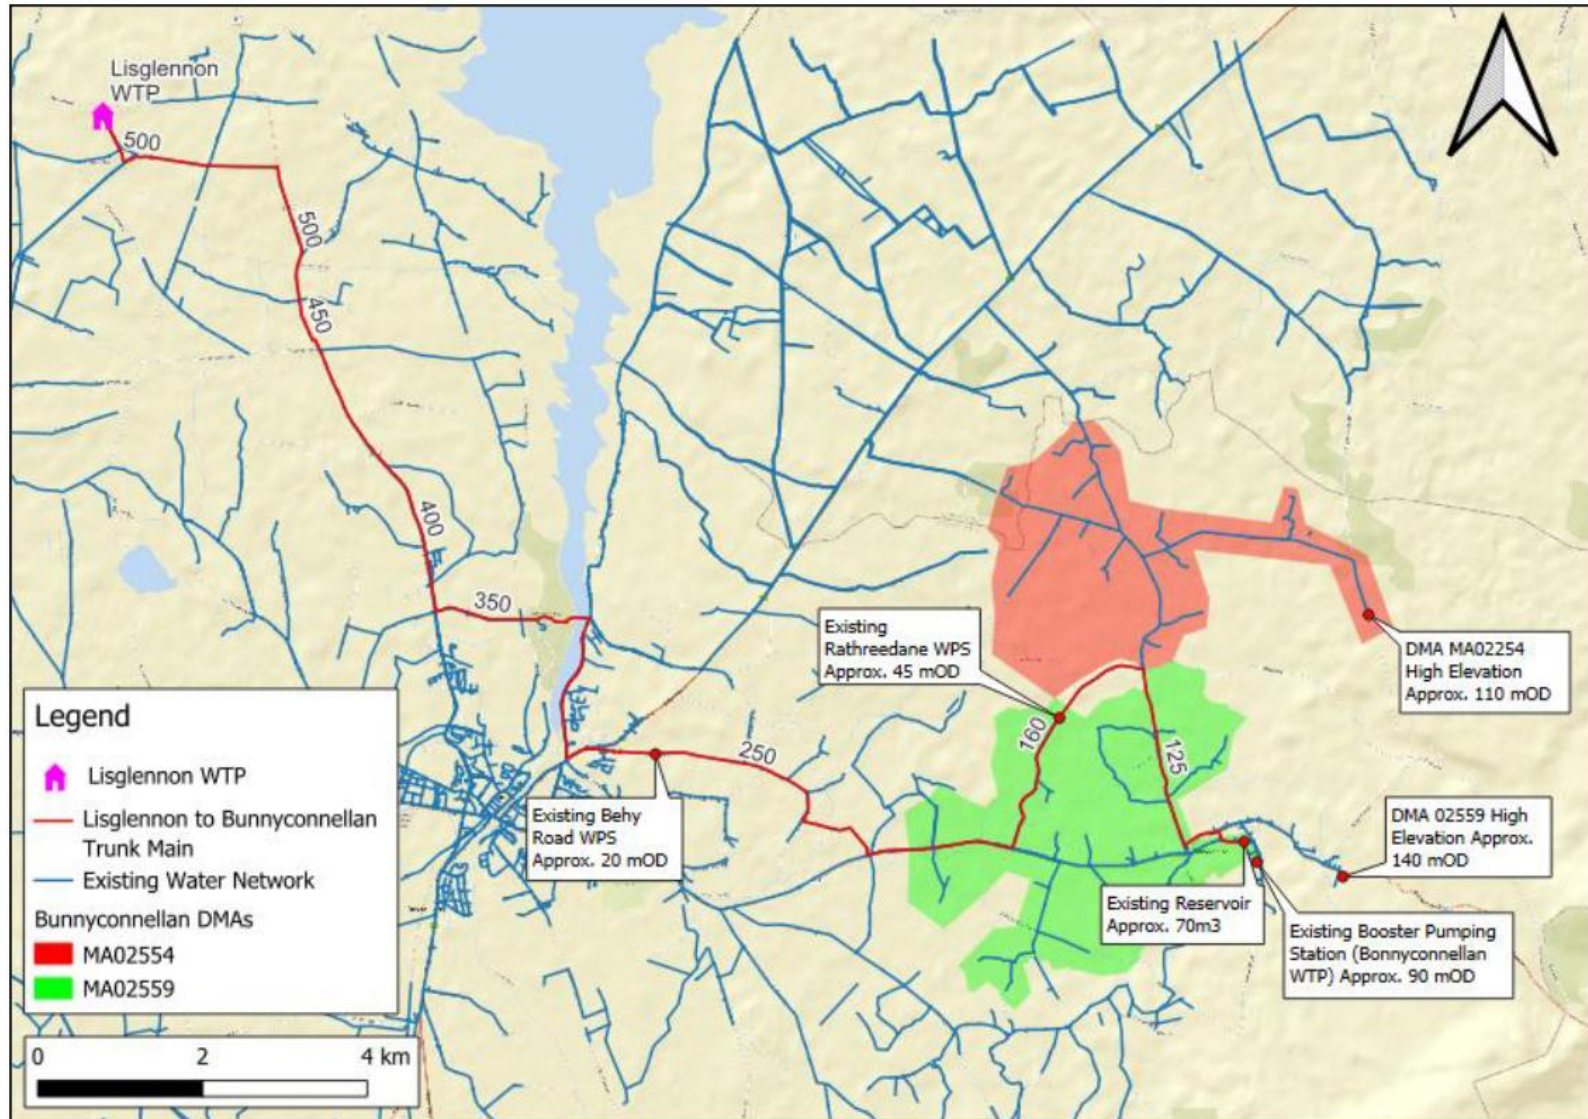 Lisglennon
WTP
500
500
450
400
350
250
160
125
Existing
Rathreedane WPS
Approx. 45 mOD
DMA MA02254
High Elevation
Approx. 110 mOD
Existing Behy
Road WPS
Approx. 20 mOD
DMA 02559 High
Elevation Approx.
140 mOD
Existing Reservoir
Approx. 70m3
Existing Booster Pumping
Station (Bonnyconnellan
WTP) Approx. 90 mOD
Legend
Lisglennon WTP
Lisglennon to Bunnyconnellan
Trunk Main
Existing Water Network
Bunnyconnellan DMAs
MA02554
MA02559
0 2 4 km